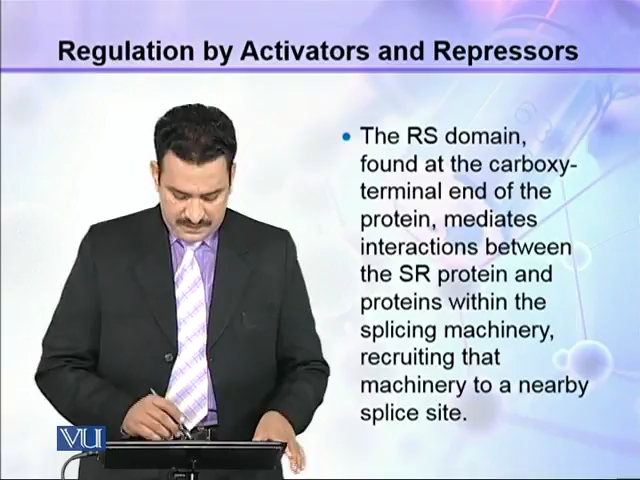 Regulation by Activators and Repressors
The RS domain,
found at the carboxy-
terminal end of the
protein, mediates
interactions between
the SR protein and
proteins within the
splicing machinery,
recruiting that
machinery to a nearby
splice site.
VU